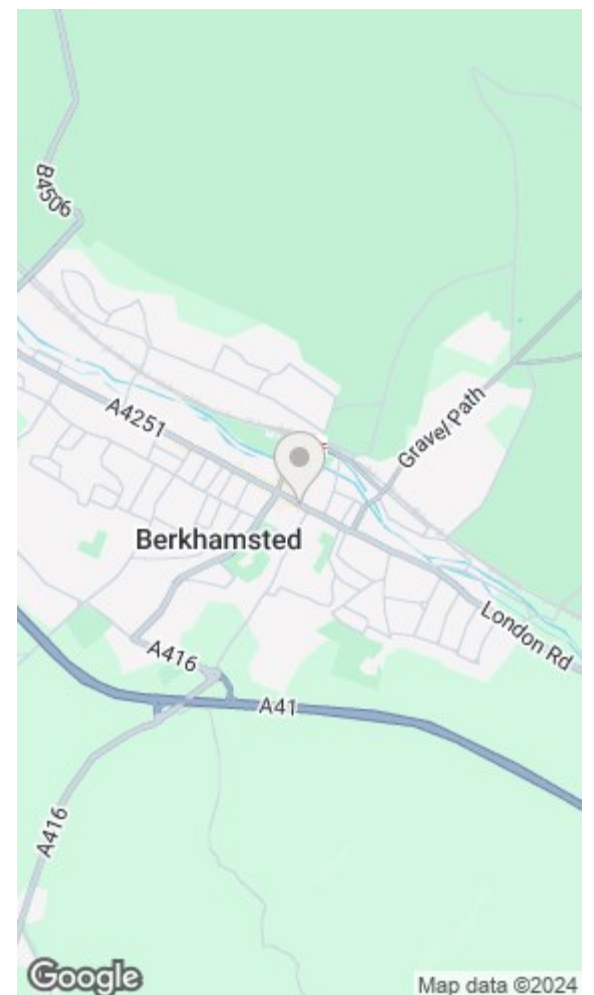 B4506
A4251
Gravel Path
Berkhamsted
London Rd
A416
A41
A416
Google
Map data ©2024